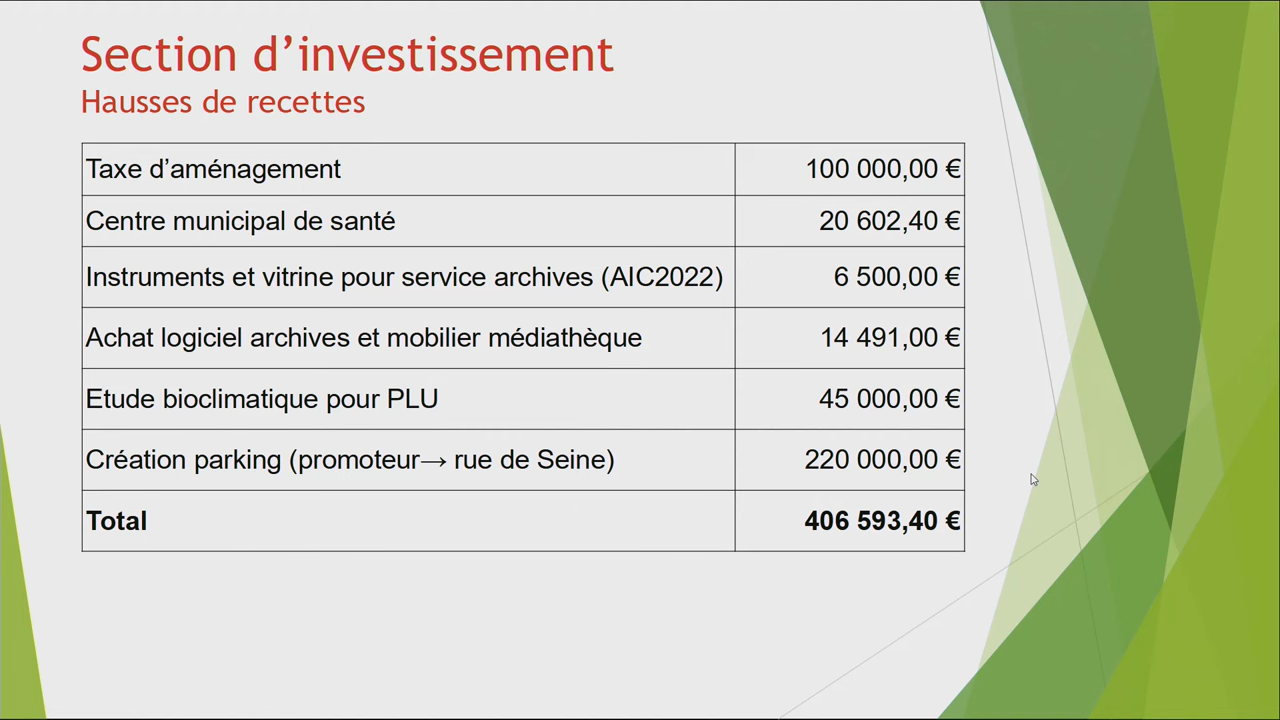 Section d’investissement
Hausses de recettes
Taxe d’aménagement 100 000,00 €
Centre municipal de santé 20 602,40 €
Instruments et vitrine pour service archives (AIC2022) 6 500,00 €
Achat logiciel archives et mobilier médiathèque 14 491,00 €
Etude bioclimatique pour PLU 45 000,00 €
Création parking (promoteur→ rue de Seine) 220 000,00 €
Total 406 593,40 €